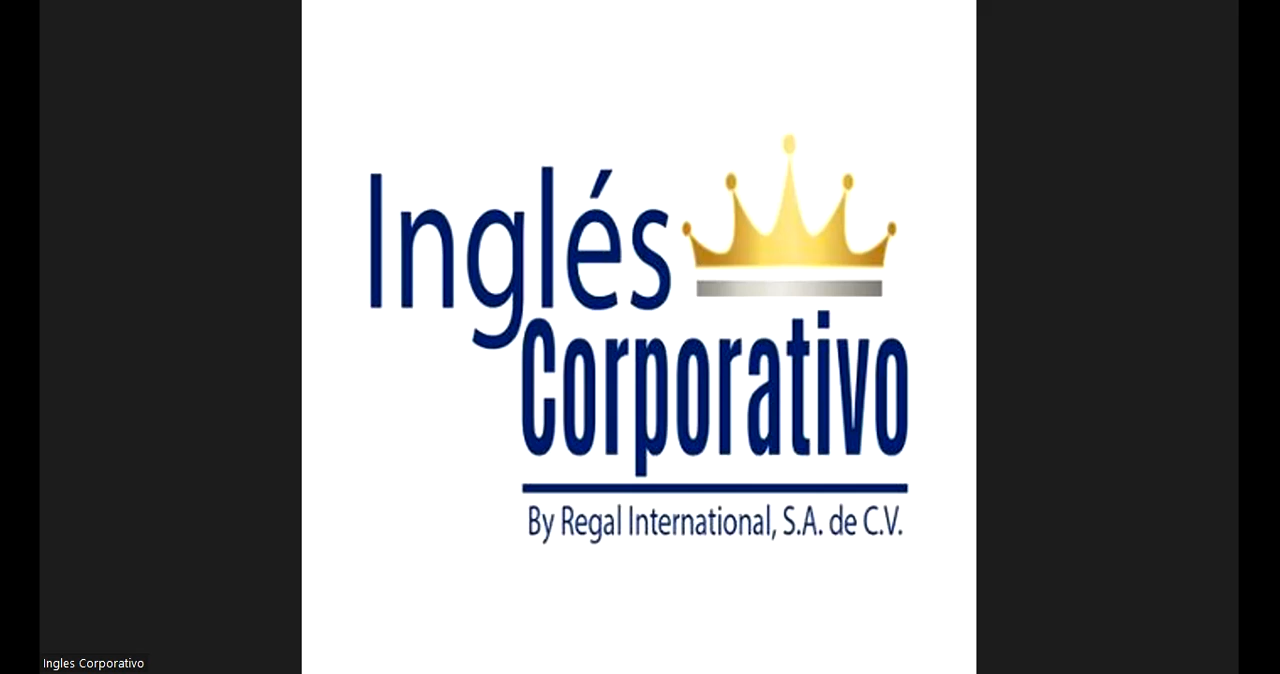 Inglés
Corporativo
By Regal International, S.A. de C.V.
Ingles Corporativo